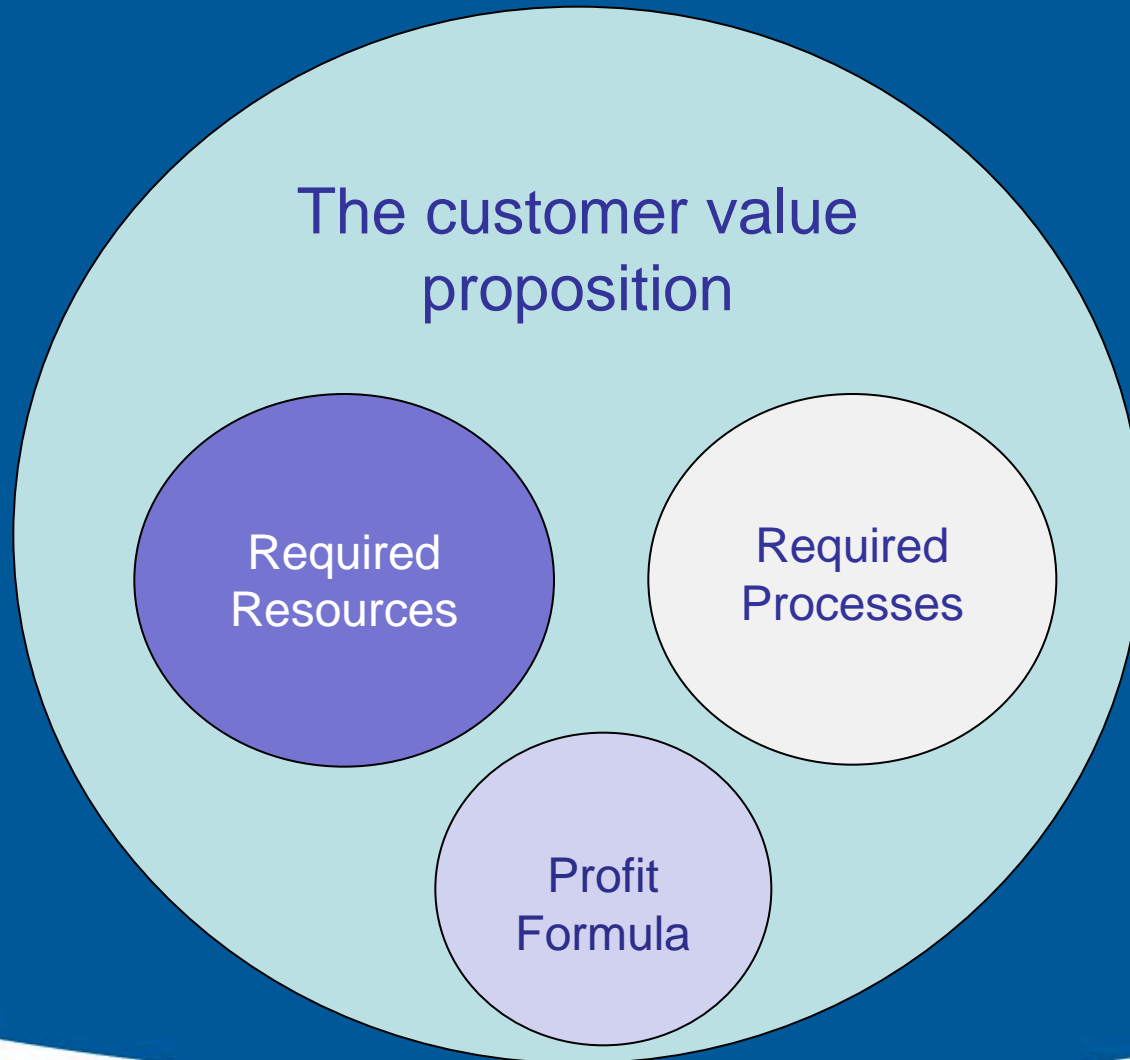 The customer value
proposition
Required
Resources
Required
Processes
Profit
Formula